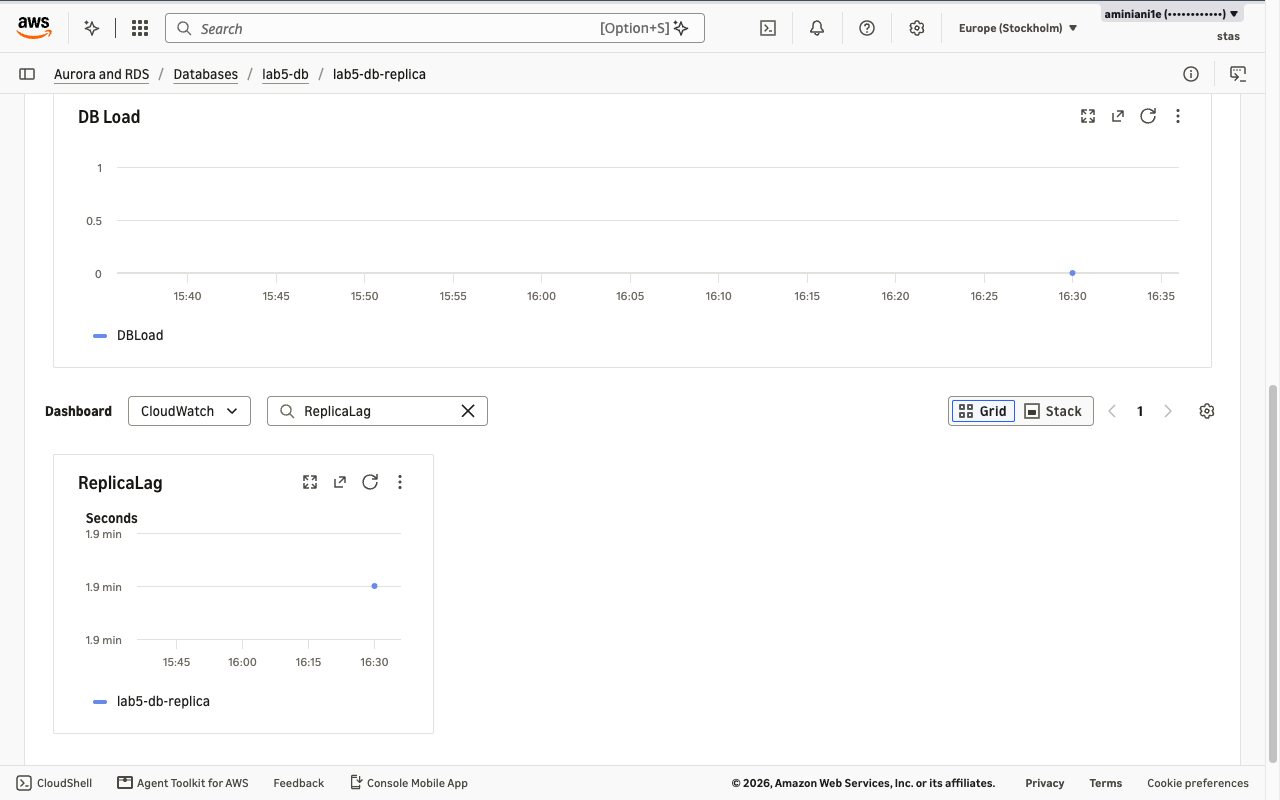 aws
Search
[Option+S]
Europe (Stockholm)
aminiani1e (••••••••••••)
stas
Aurora and RDS / Databases / lab5-db / lab5-db-replica
DB Load
1
0.5
0
15:40 15:45 15:50 15:55 16:00 16:05 16:10 16:15 16:20 16:25 16:30 16:35
DBLoad
Dashboard CloudWatch ReplicaLag Grid Stack 1
ReplicaLag
Seconds
1.9 min
1.9 min
1.9 min
15:45 16:00 16:15 16:30
lab5-db-replica
CloudShell Agent Toolkit for AWS Feedback Console Mobile App © 2026, Amazon Web Services, Inc. or its affiliates. Privacy Terms Cookie preferences